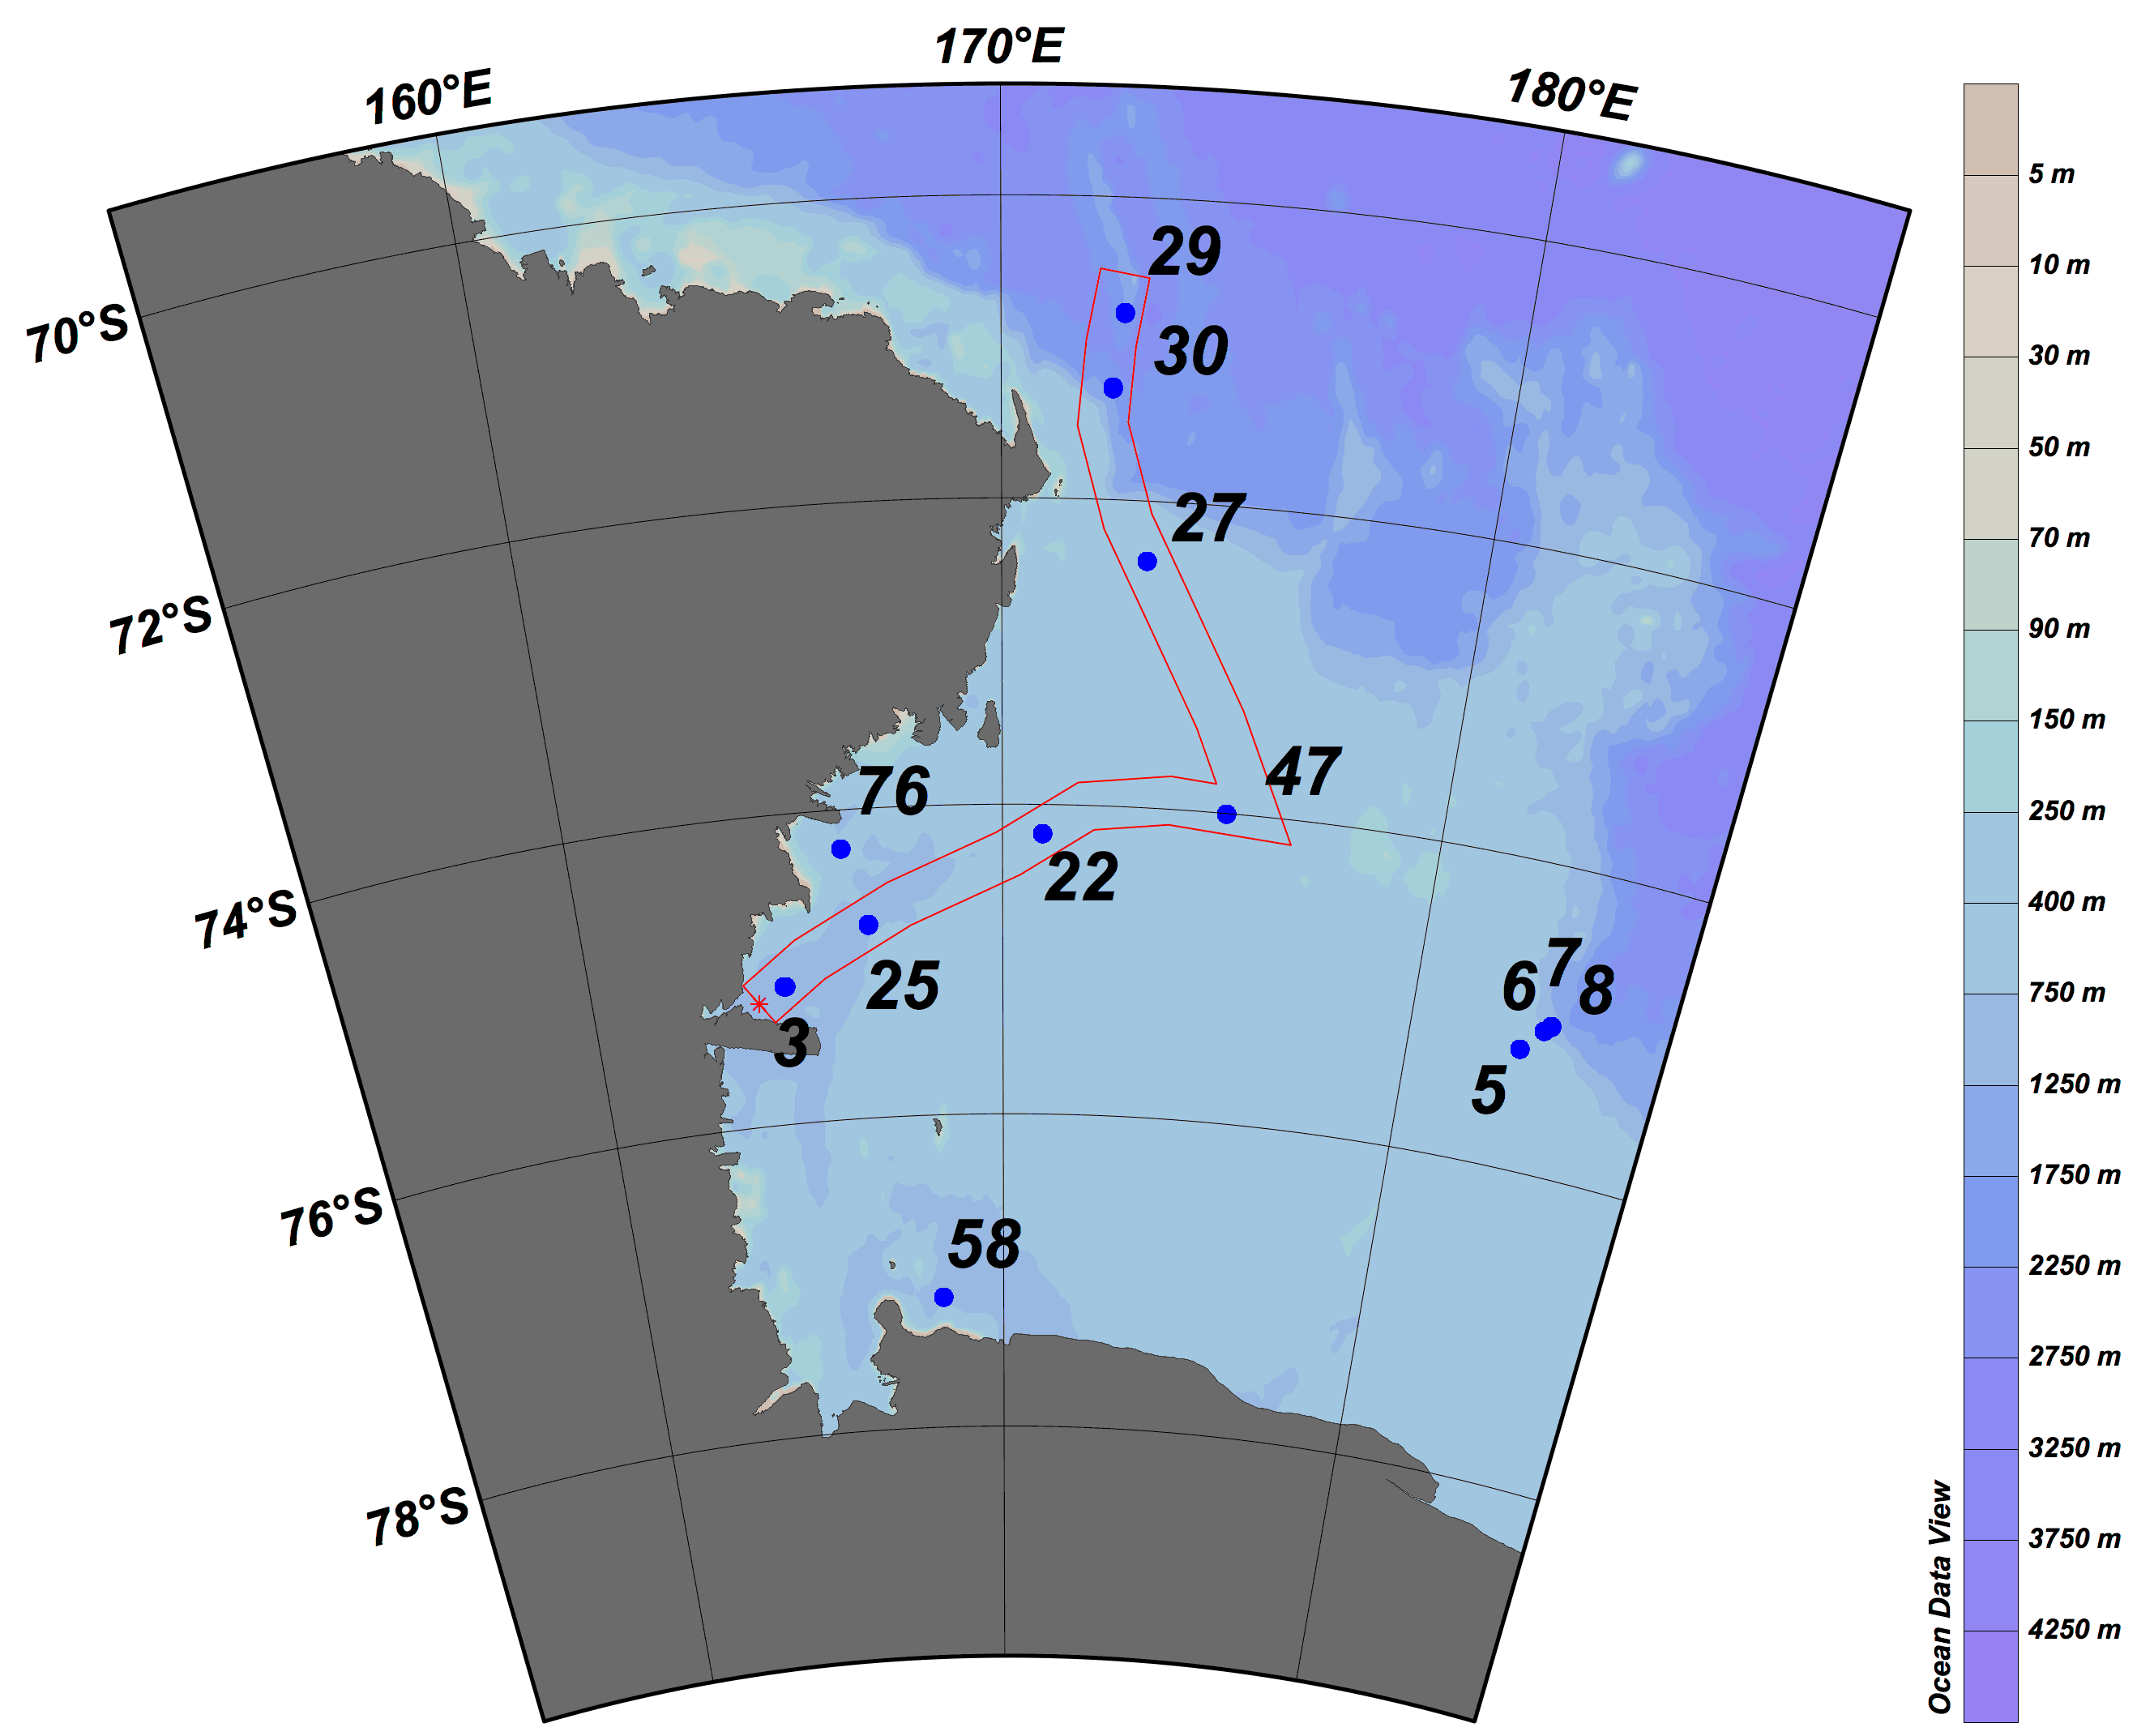 170°E
160°E
180°E
5 m
29
10 m
70°S
30
30 m
50 m
27
70 m
72°S
90 m
150 m
47
76
250 m
22
400 m
74°S
7
6
8
25
750 m
3
5
1250 m
1750 m
76°S
58
2250 m
2750 m
3250 m
78°S
3750 m
4250 m
Ocean Data View